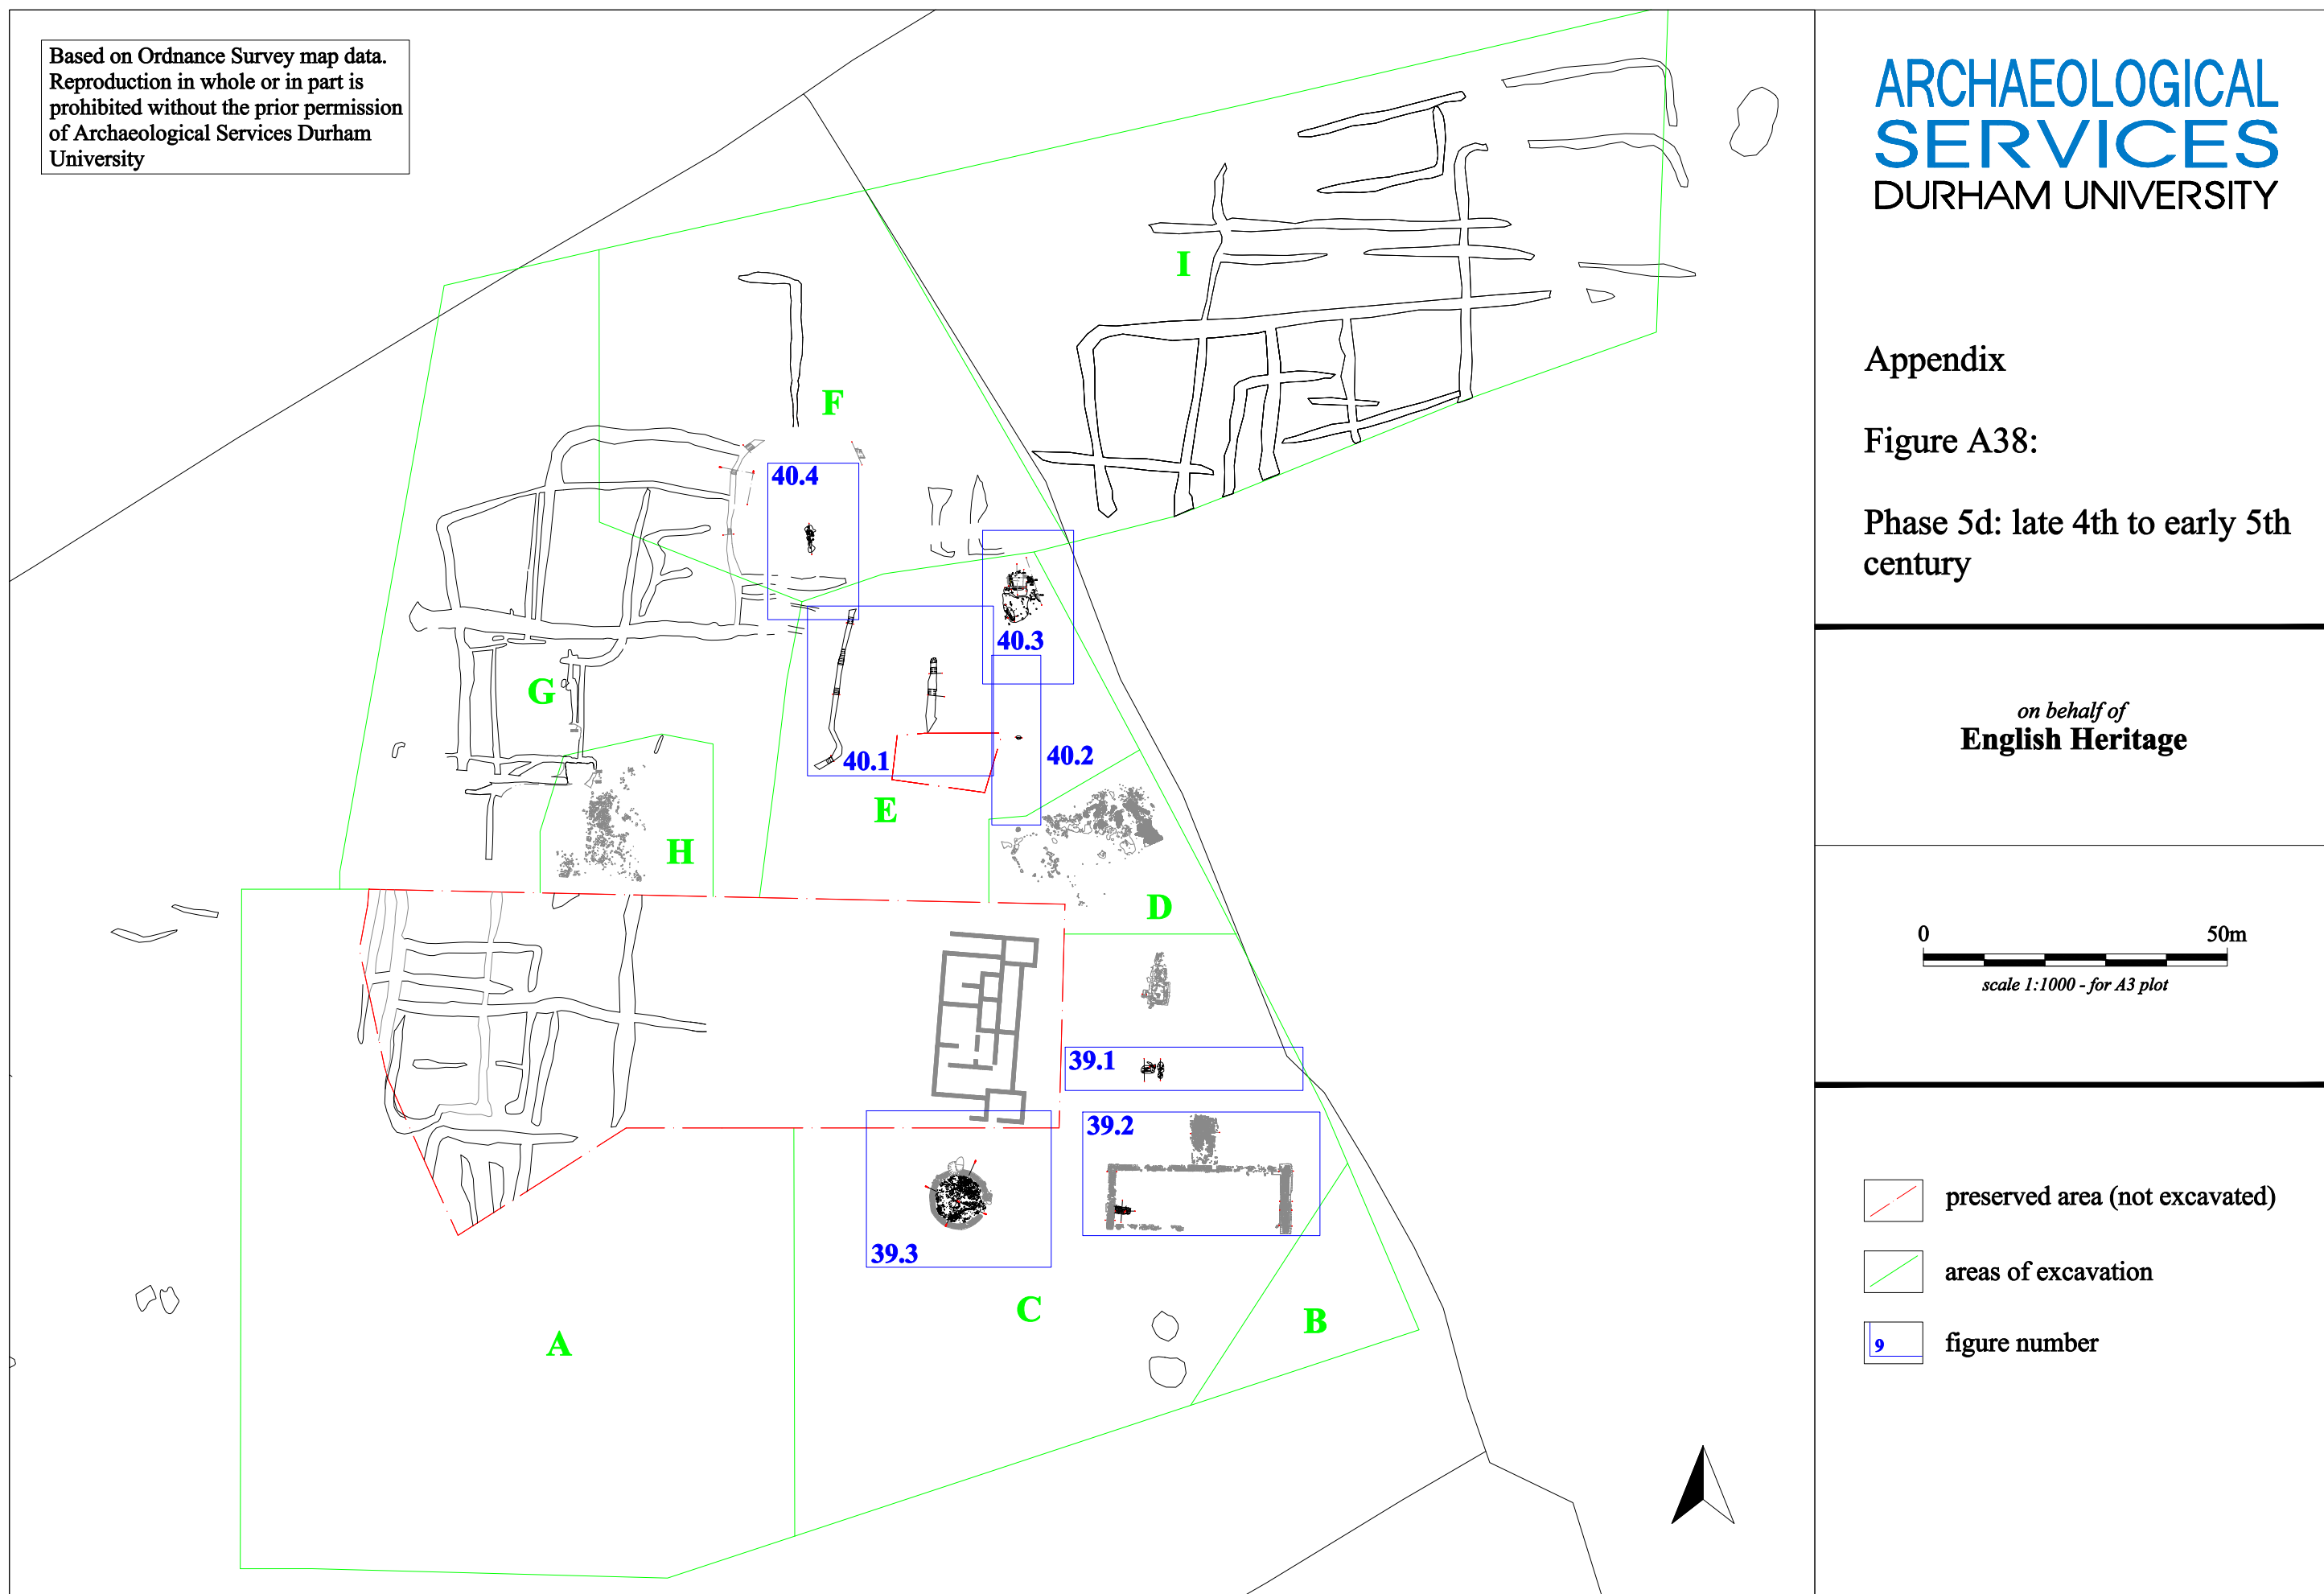 Based on Ordnance Survey map data.
Reproduction in whole or in part is
prohibited without the prior permission
of Archaeological Services Durham
University
I
F
40.4
40.3
G
40.1
40.2
E
H
D
39.1
39.2
39.3
C
B
A
ARCHAEOLOGICAL
SERVICES
DURHAM UNIVERSITY
Appendix
Figure A38:
Phase 5d: late 4th to early 5th
century
on behalf of
English Heritage
0 50m
scale 1:1000 - for A3 plot
preserved area (not excavated)
areas of excavation
9 figure number